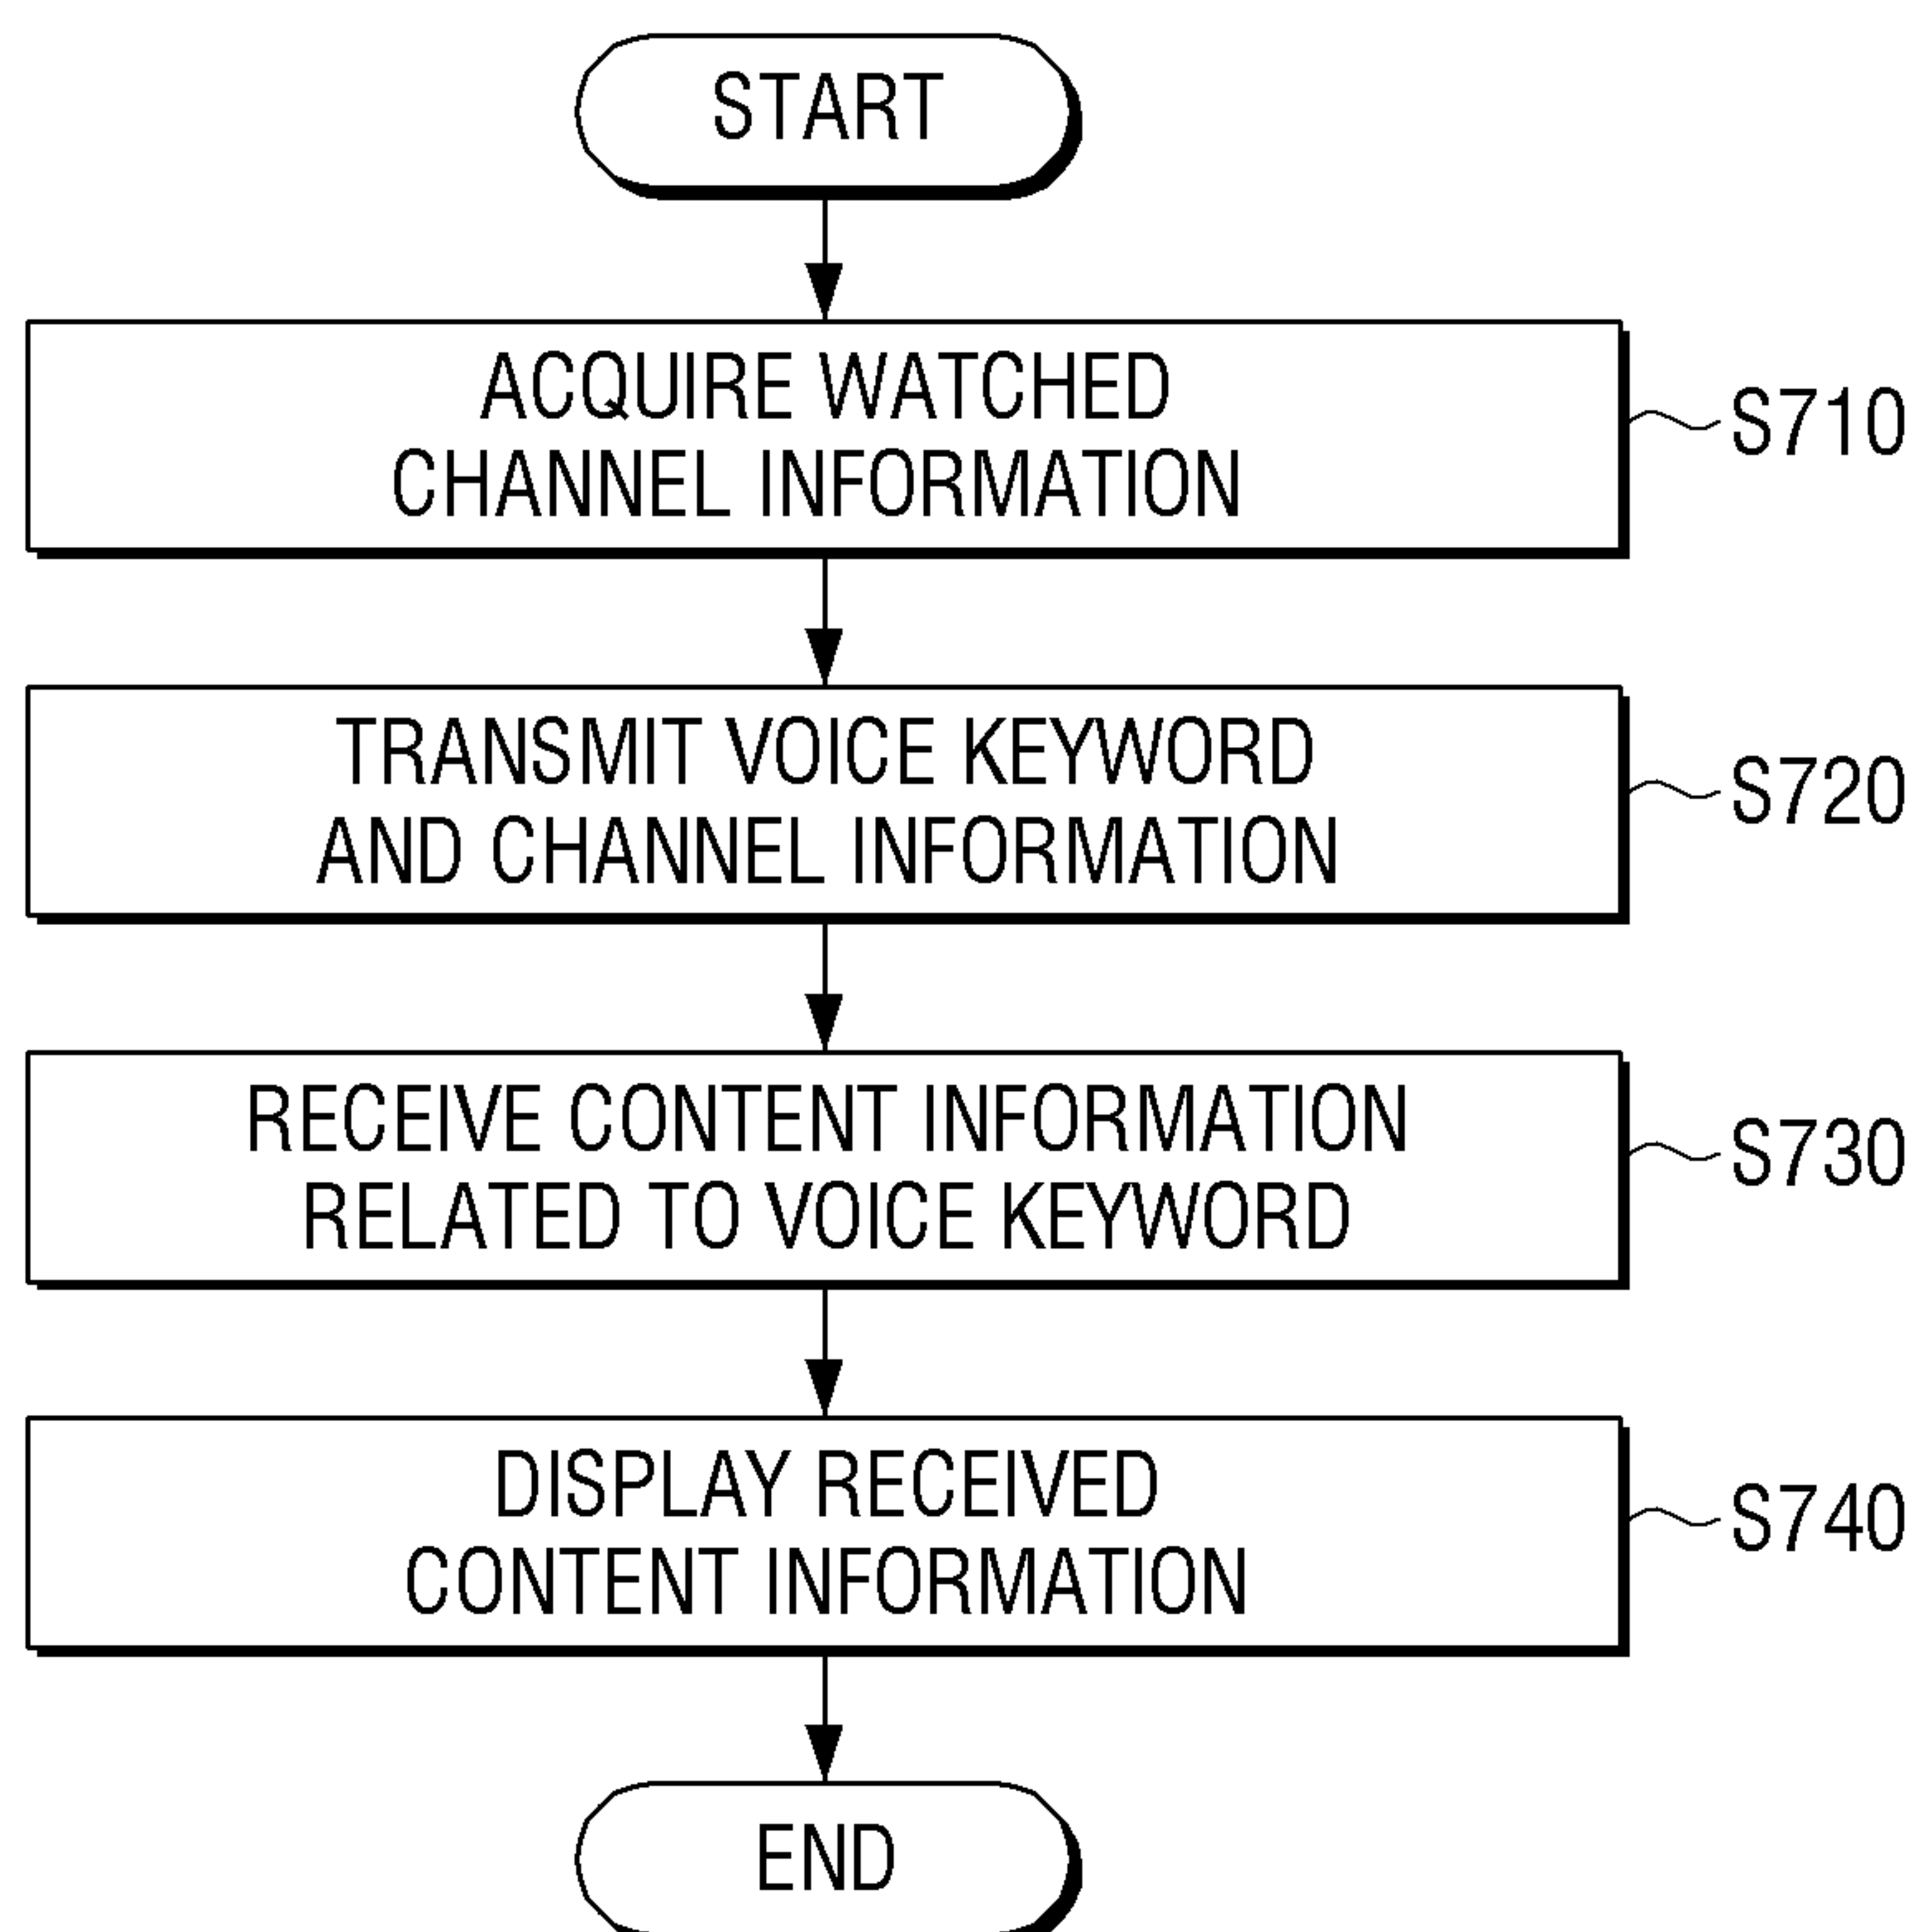 START
ACQUIRE WATCHED
CHANNEL INFORMATION
S710
TRANSMIT VOICE KEYWORD
AND CHANNEL INFORMATION
S720
RECEIVE CONTENT INFORMATION
RELATED TO VOICE KEYWORD
S730
DISPLAY RECEIVED
CONTENT INFORMATION
S740
END